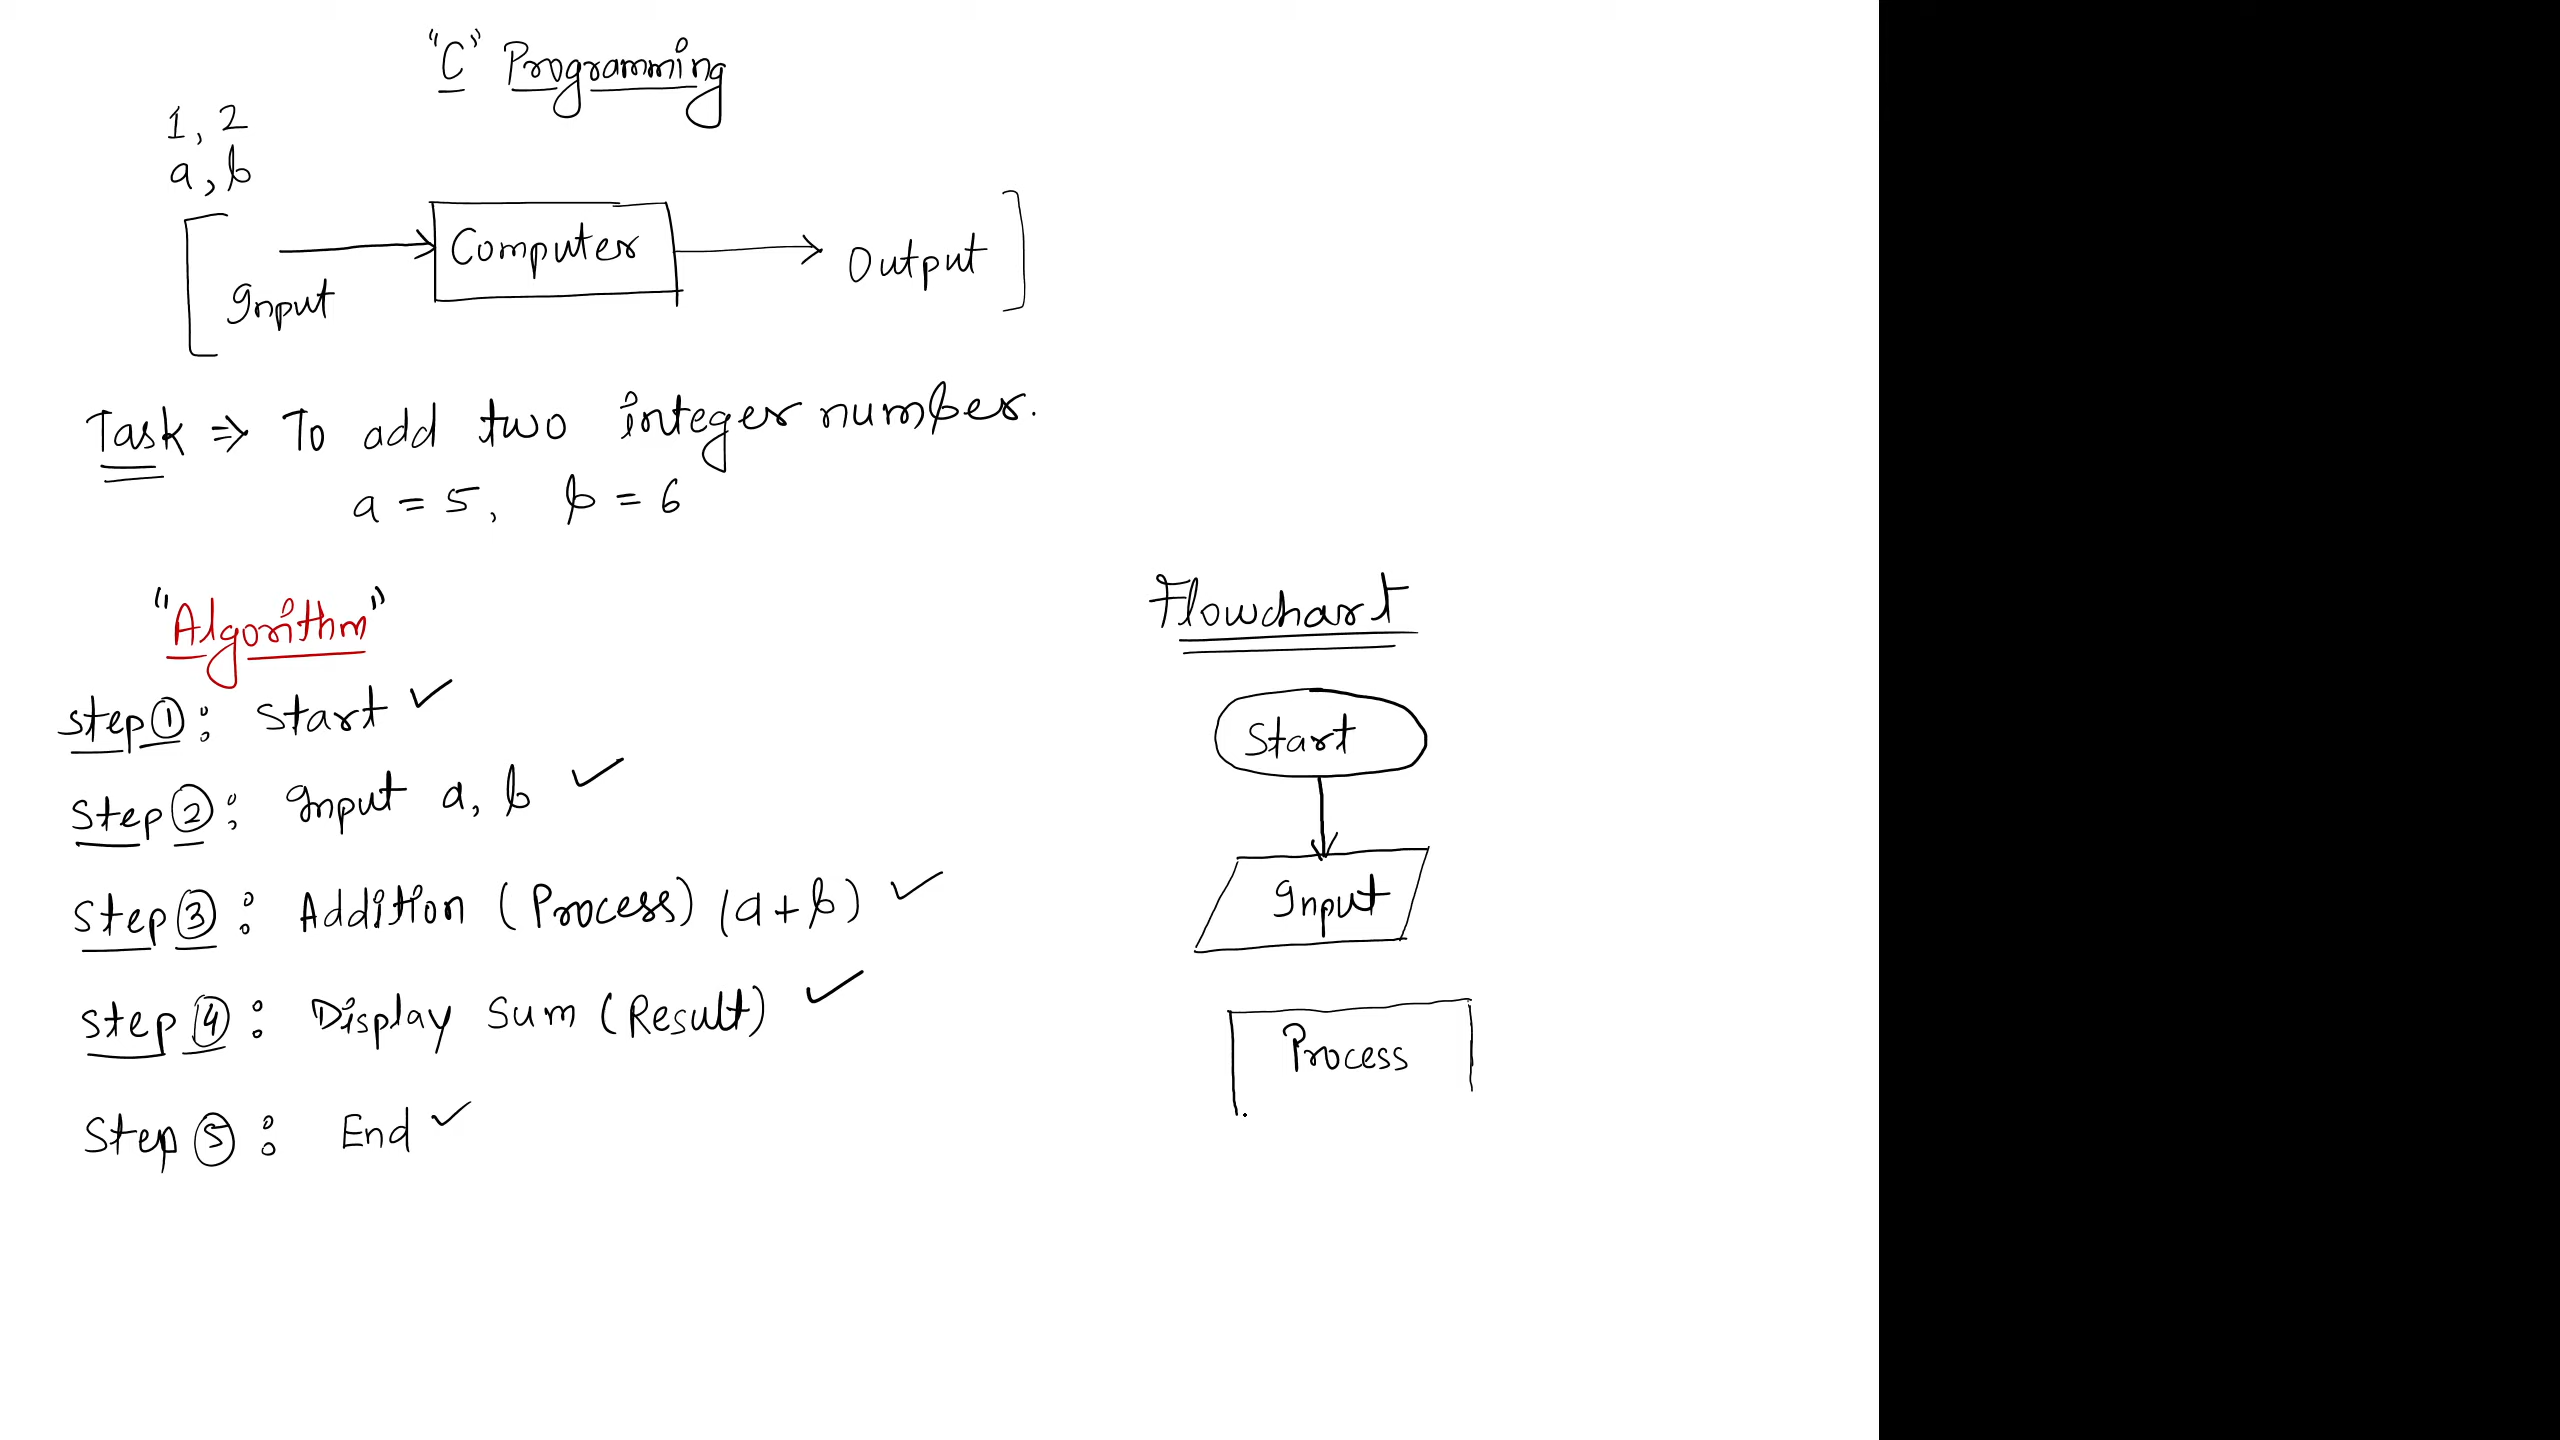 "C" Programming
1, 2
a, b
Input
Computer
Output
Task ⇒ To add two integer number.
a = 5, b = 6
"Algorithm"
Step ① : Start ✓
Step ② : Input a, b ✓
Step ③ : Addition (Process) (a + b) ✓
Step ④ : Display Sum (Result) ✓
Step ⑤ : End ✓
Flowchart
Start
Input
Process